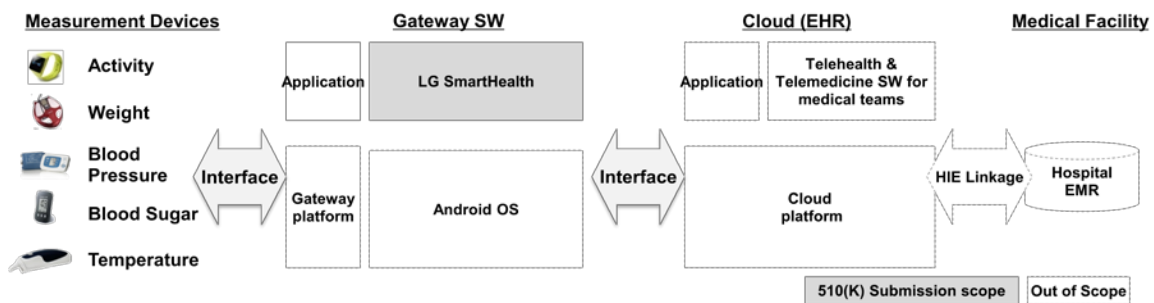 Measurement Devices
Gateway SW
Cloud (EHR)
Medical Facility
Activity
Weight
Blood
Pressure
Blood Sugar
Temperature
Interface
Application
LG SmartHealth
Gateway
platform
Android OS
Interface
Application
Telehealth &
Telemedicine SW for
medical teams
Cloud
platform
HIE Linkage
Hospital
EMR
510(K) Submission scope
Out of Scope